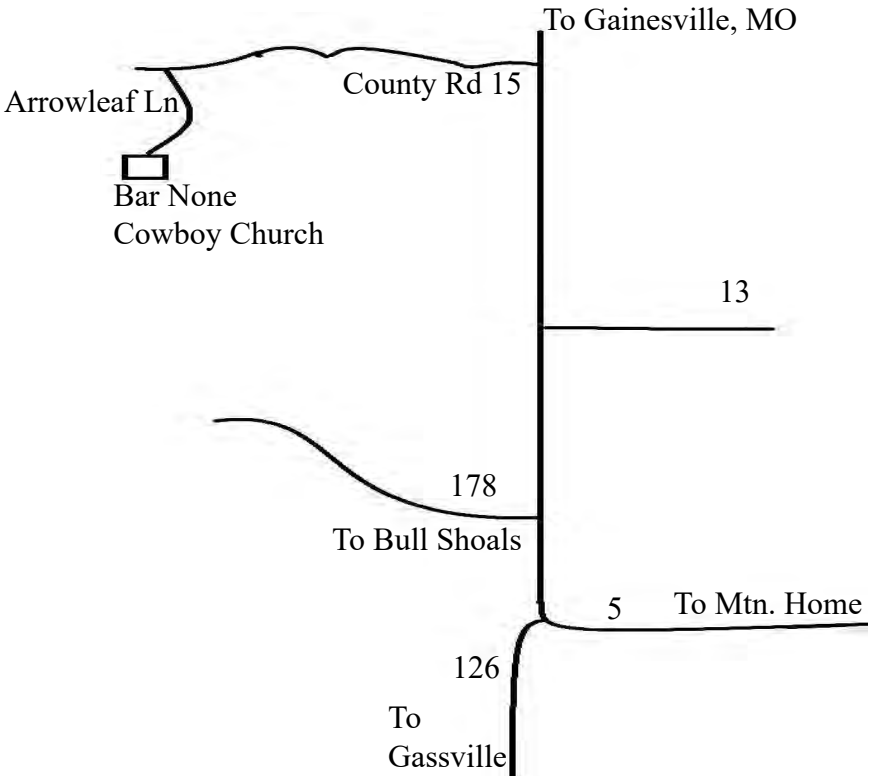 To Gainesville, MO
County Rd 15
Arrowleaf Ln
Bar None
Cowboy Church
13
178
To Bull Shoals
5
To Mtn. Home
126
To
Gassville